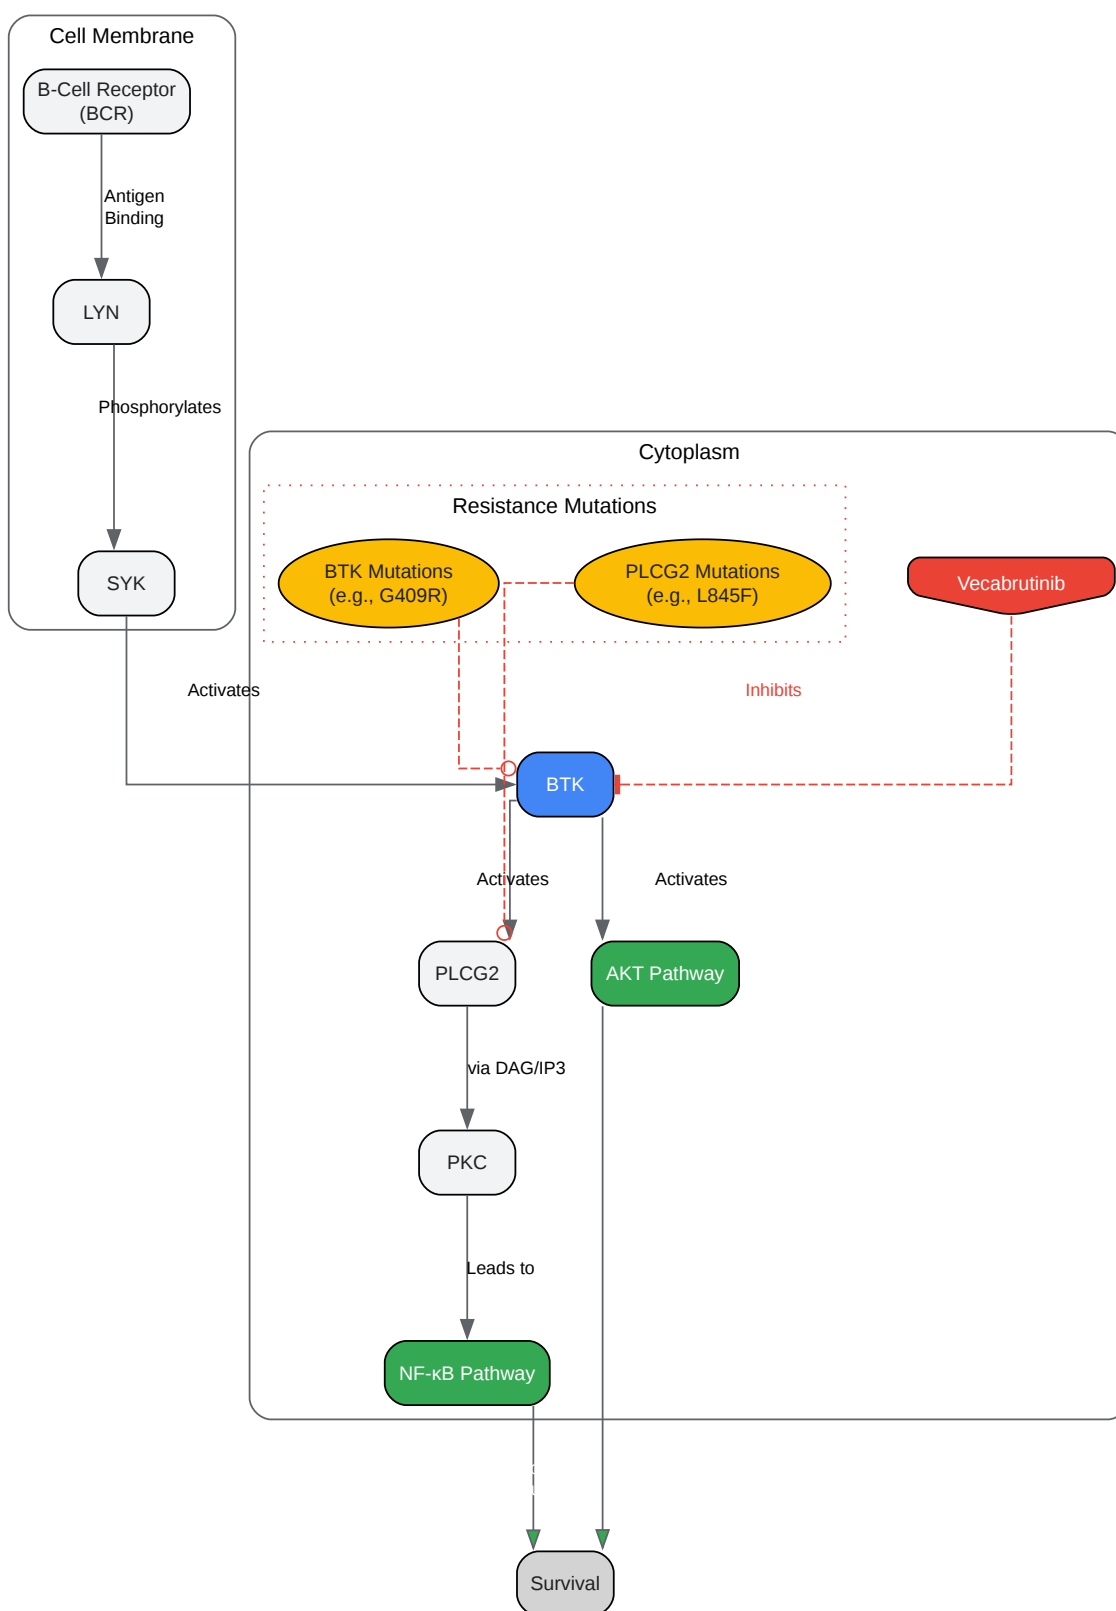 Cell Membrane
B-Cell Receptor
(BCR)
Antigen
Binding
LYN
Phosphorylates
SYK
Cytoplasm
Resistance Mutations
BTK Mutations
(e.g., G409R)
PLCG2 Mutations
(e.g., L845F)
Vecabrutinib
Activates
Inhibits
BTK
Activates
Activates
PLCG2
AKT Pathway
via DAG/IP3
PKC
Leads to
NF-κB Pathway
Survival